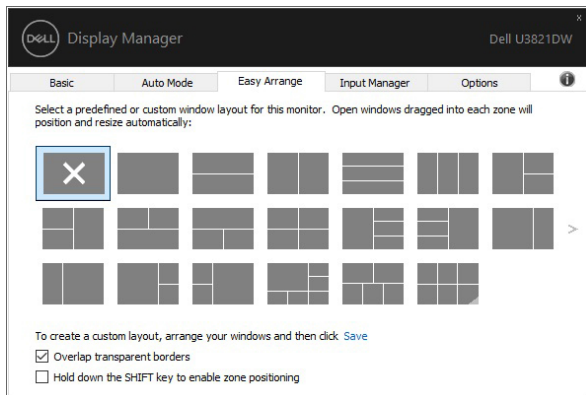 x
DELL Display Manager Dell U3821DW
Basic Auto Mode Easy Arrange Input Manager Options
Select a predefined or custom window layout for this monitor. Open windows dragged into each zone will
position and resize automatically:
To create a custom layout, arrange your windows and then click Save
Overlap transparent borders
Hold down the SHIFT key to enable zone positioning